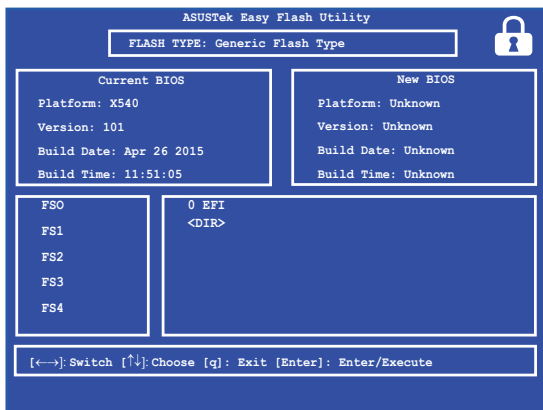 ASUSTek Easy Flash Utility
FLASH TYPE: Generic Flash Type
Current BIOS
Platform: X540
Version: 101
Build Date: Apr 26 2015
Build Time: 11:51:05
New BIOS
Platform: Unknown
Version: Unknown
Build Date: Unknown
Build Time: Unknown
FSO
FS1
FS2
FS3
FS4
0 EFI
<DIR>
[←→]: Switch [↑↓]: Choose [q]: Exit [Enter]: Enter/Execute